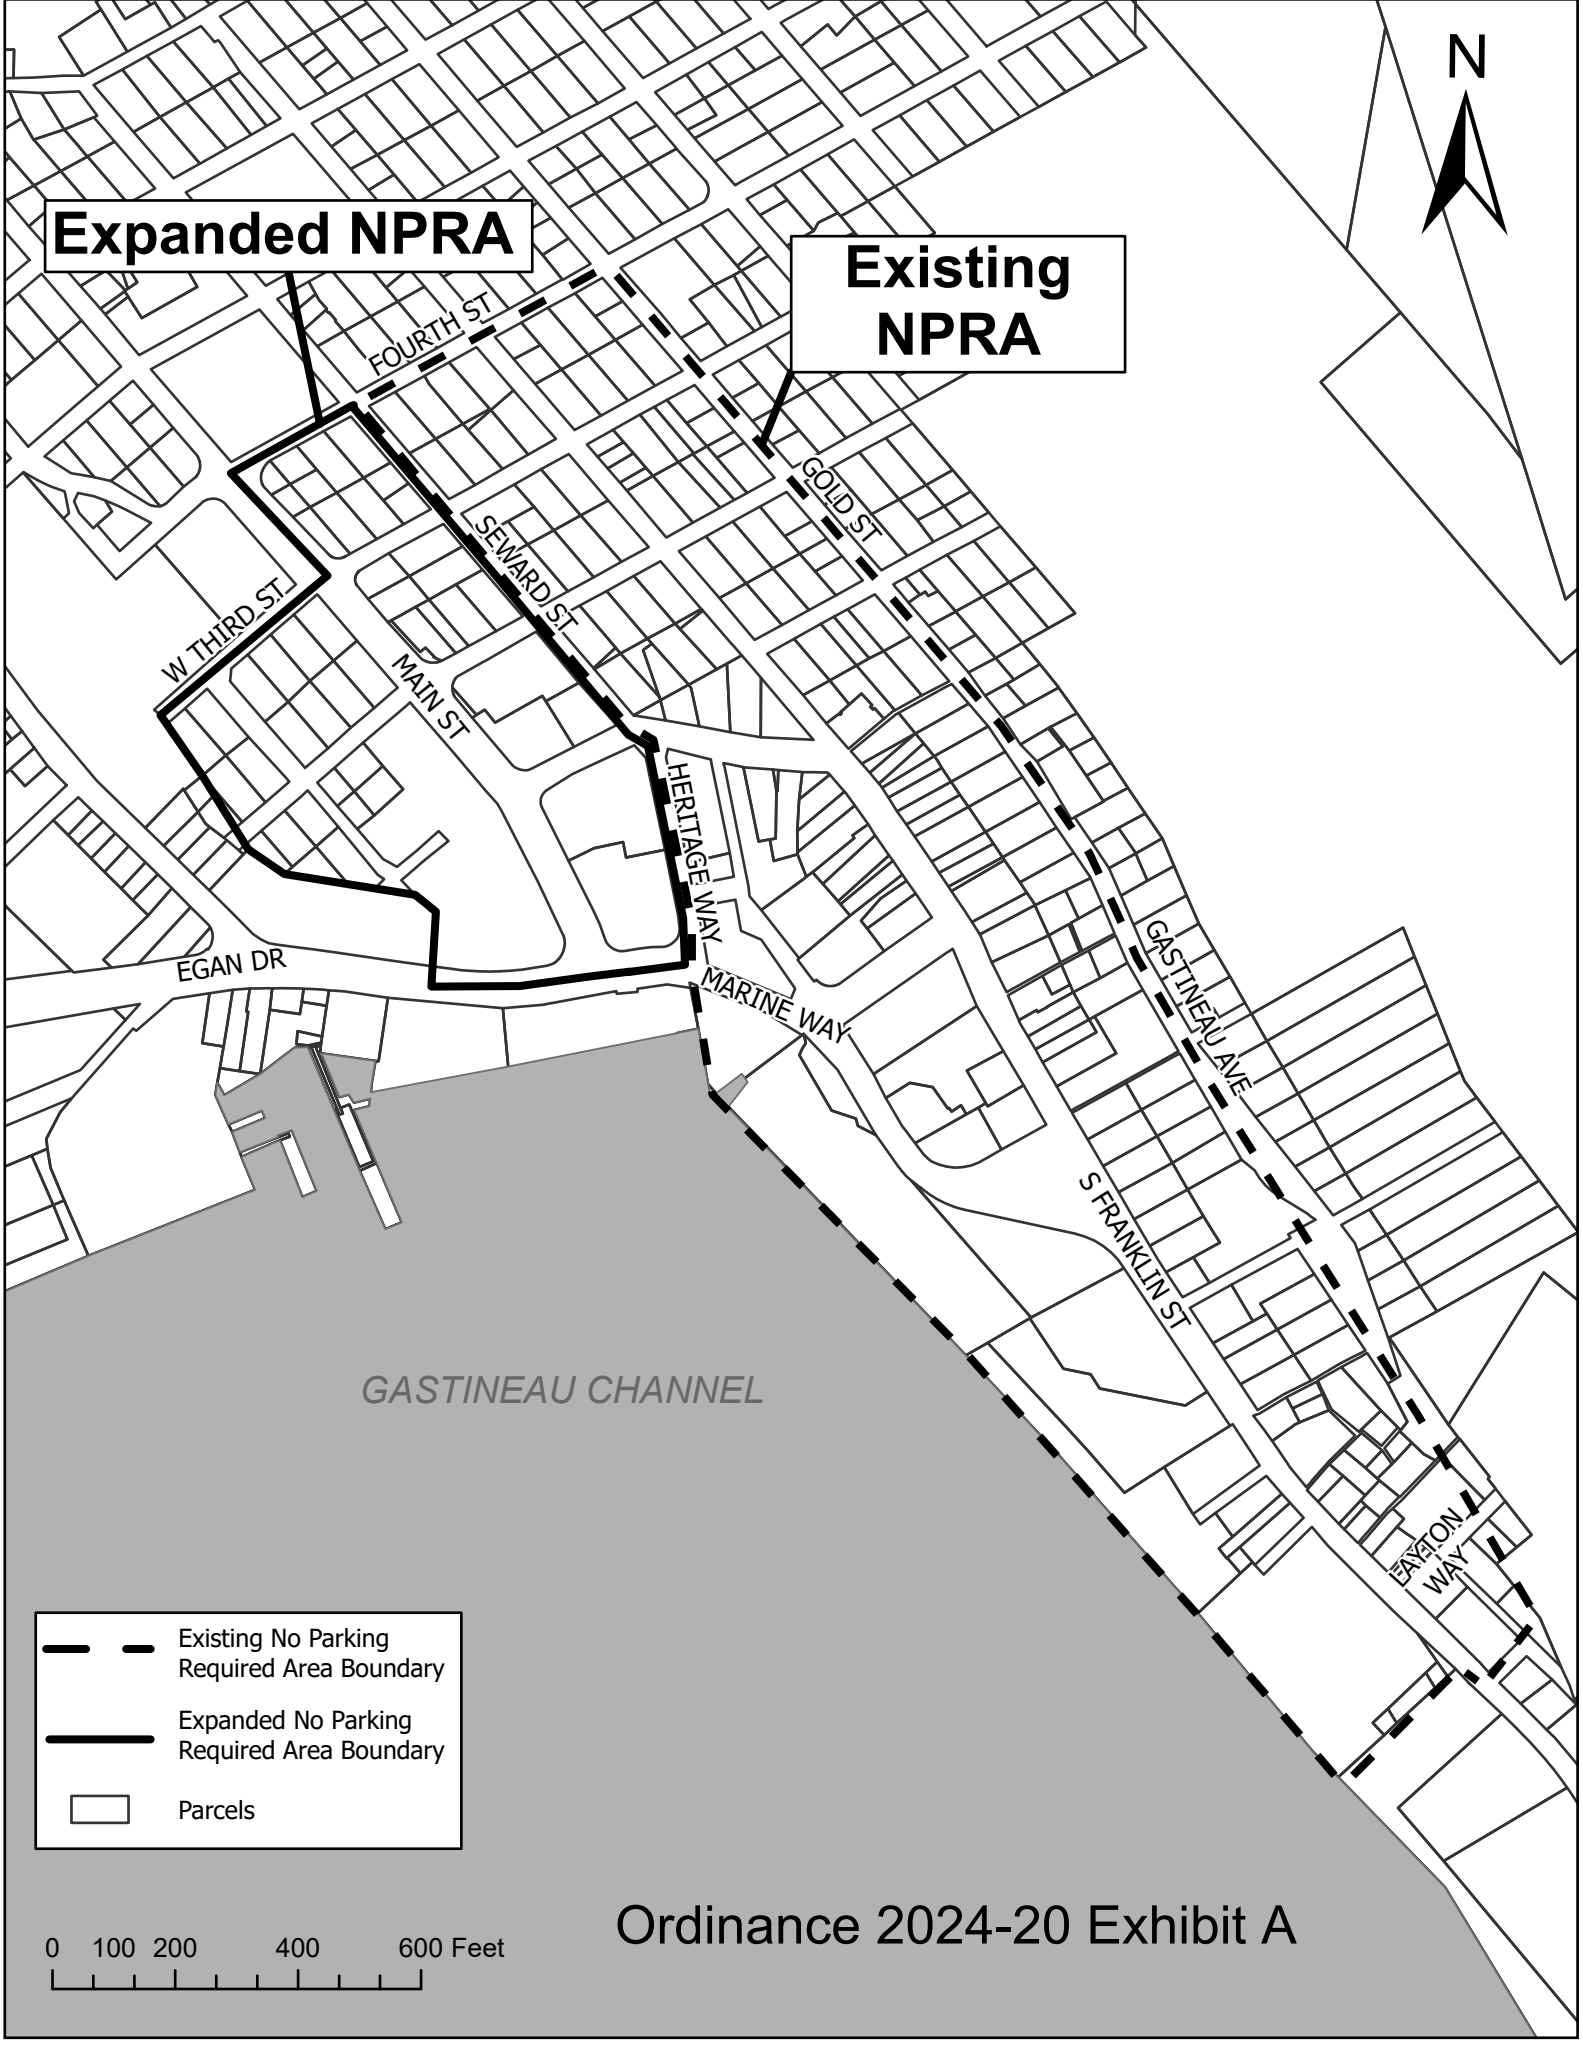 N
Expanded NPRA
Existing
NPRA
FOURTH ST
GOLD ST
SEWARD ST
W THIRD ST
MAIN ST
HERITAGE WAY
EGAN DR
MARINE WAY
GASTINEAU AVE
S FRANKLIN ST
GASTINEAU CHANNEL
LAYTON
WAY
Existing No Parking
Required Area Boundary
Expanded No Parking
Required Area Boundary
Parcels
Ordinance 2024-20 Exhibit A
0 100 200 400 600 Feet